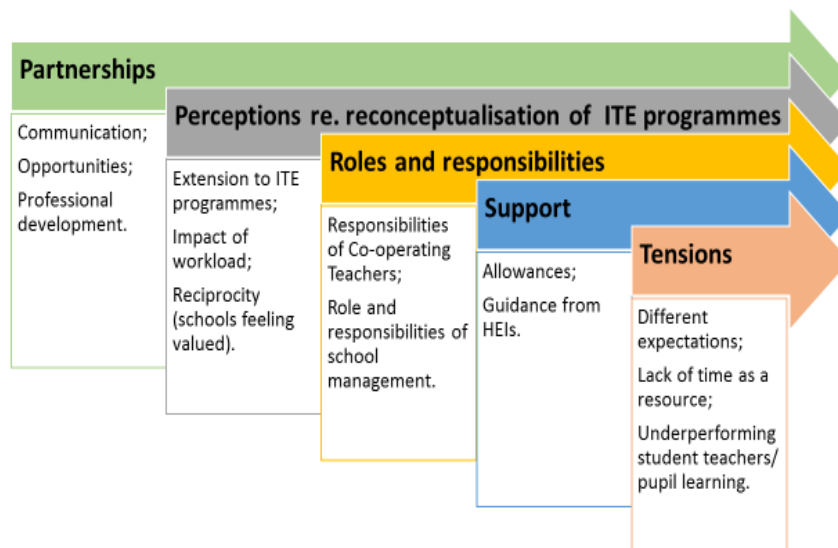 Partnerships
Communication;
Opportunities;
Professional
development.
Perceptions re. reconceptualisation of ITE programmes
Extension to ITE
programmes;
Impact of
workload;
Reciprocity
(schools feeling
valued).
Roles and responsibilities
Responsibilities
of Co-operating
Teachers;
Role and
responsibilities of
school
management.
Support
Allowances;
Guidance from
HEIs.
Tensions
Different
expectations;
Lack of time as a
resource;
Underperforming
student teachers/
pupil learning.